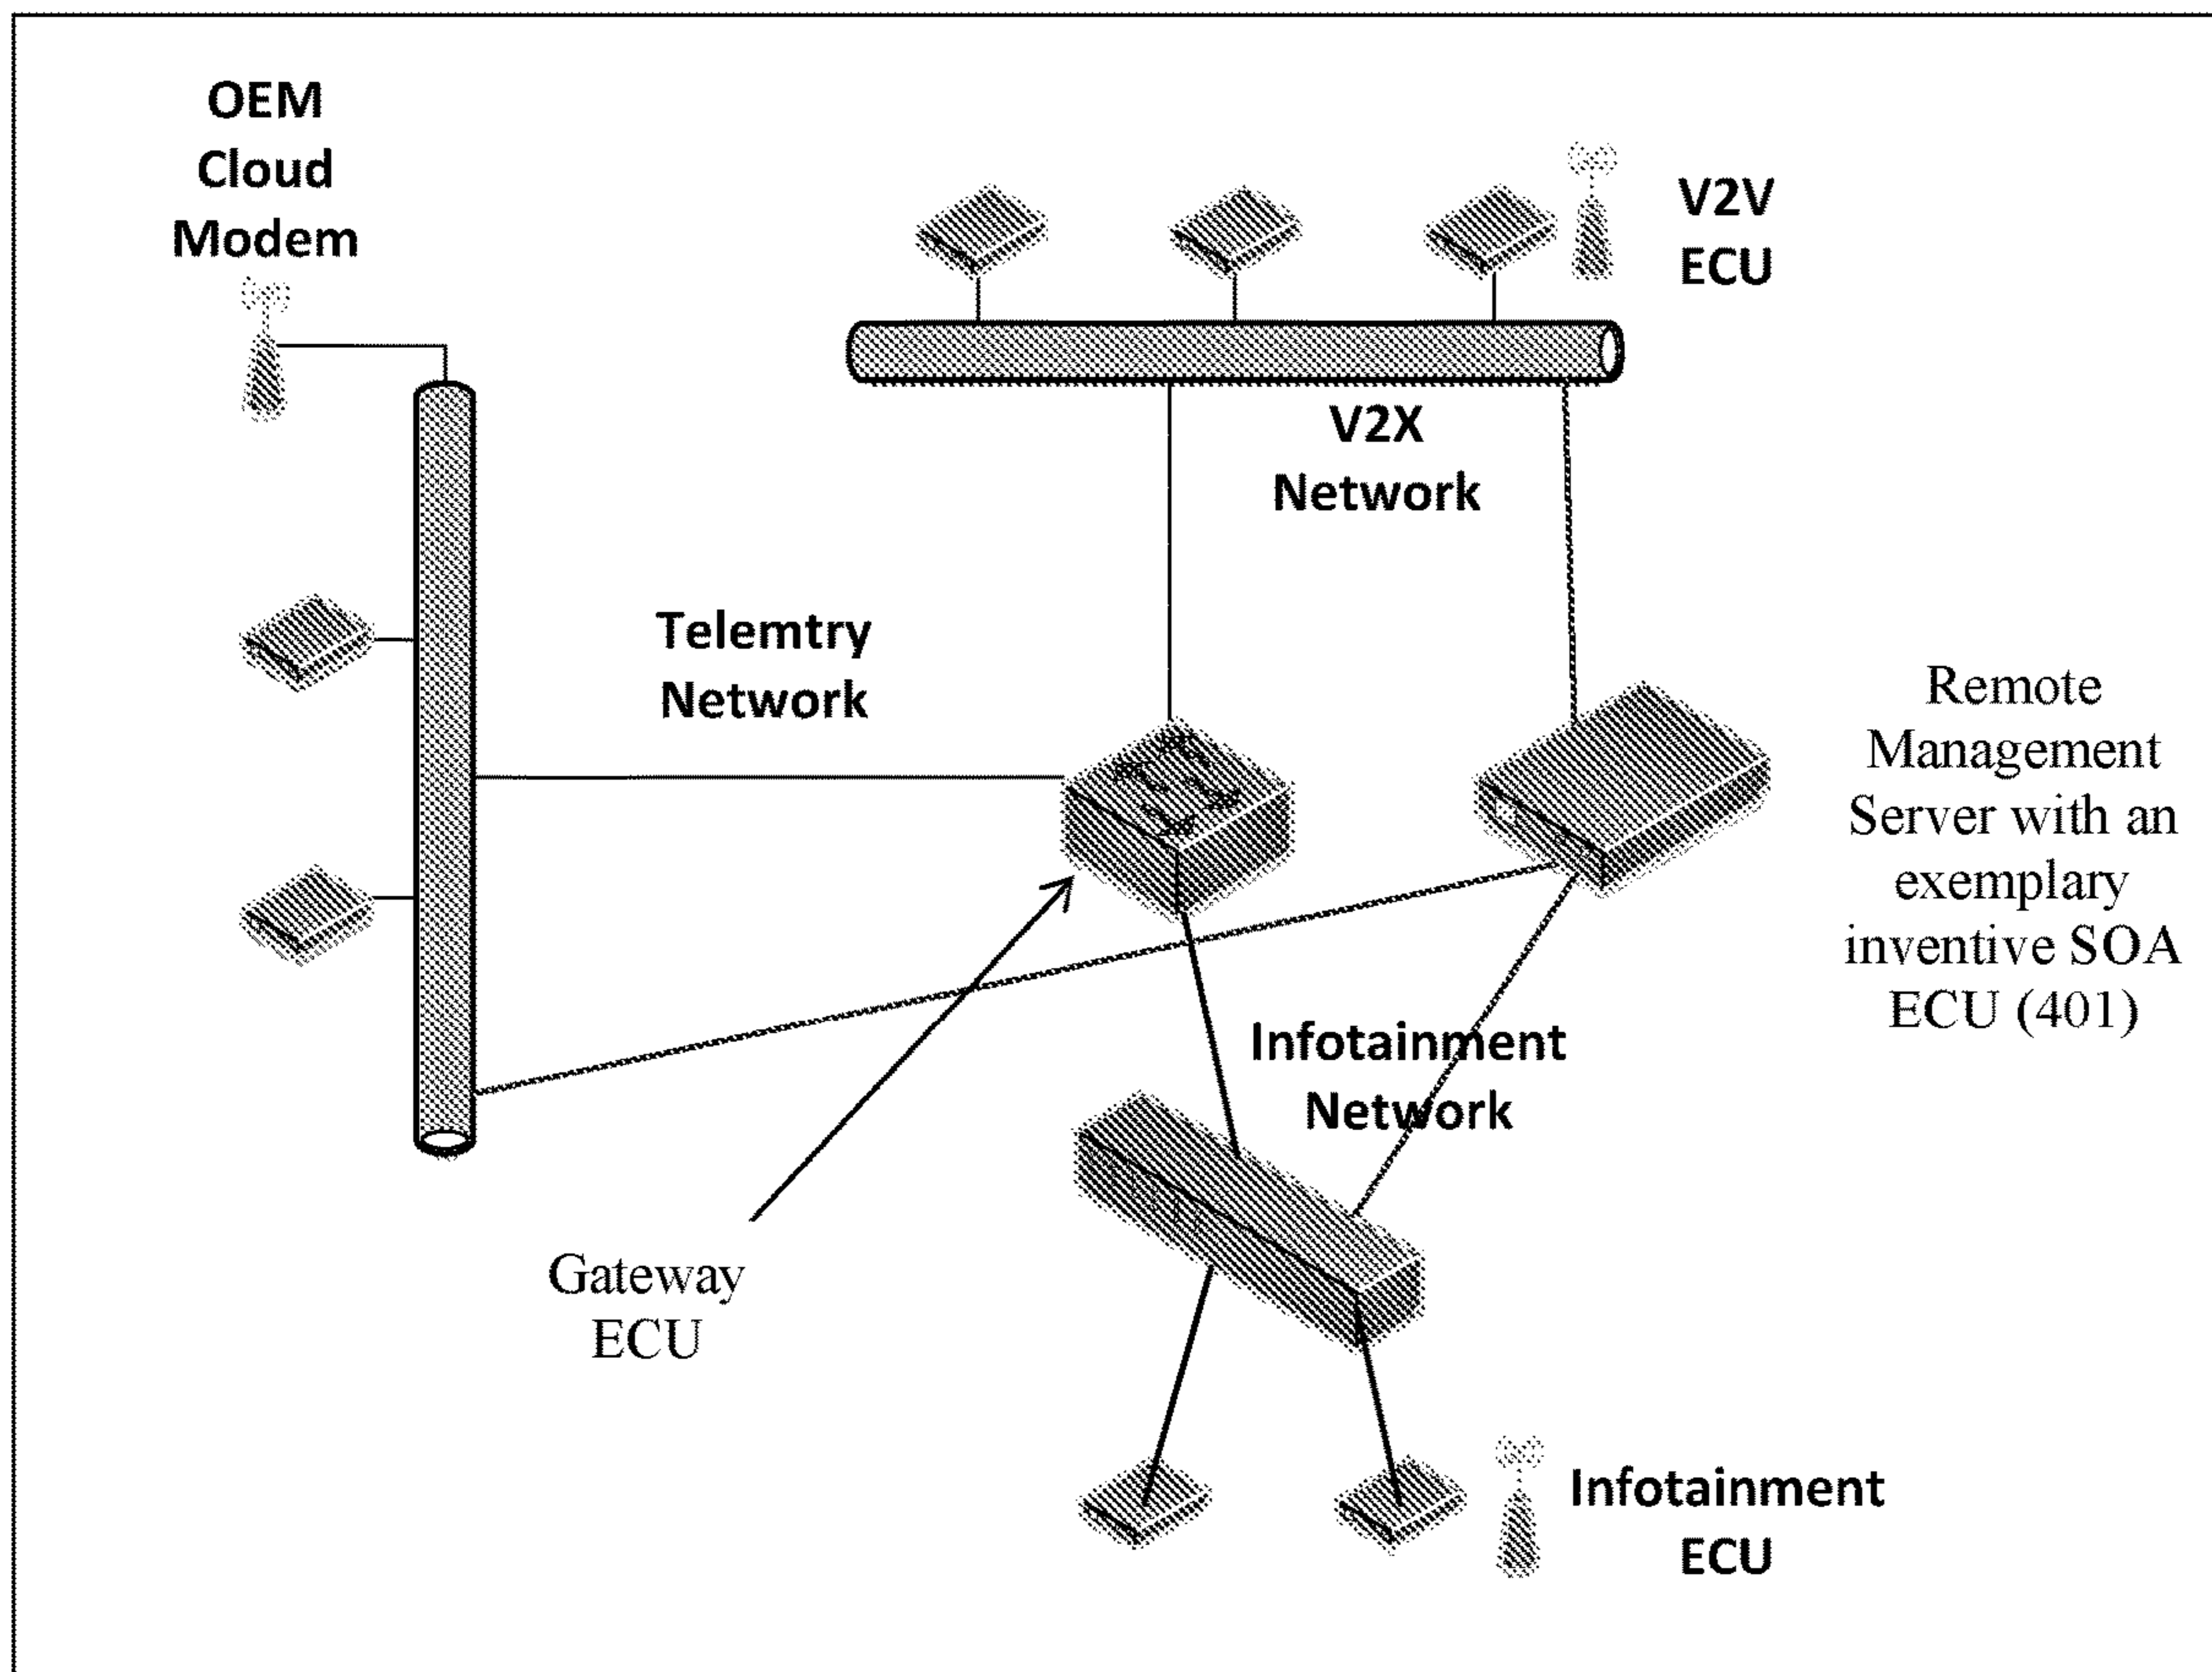 OEM
Cloud
Modem
V2V
ECU
V2X
Network
Telemtry
Network
Remote
Management
Server with an
exemplary
inventive SOA
ECU (401)
Infotainment
Network
Gateway
ECU
Infotainment
ECU